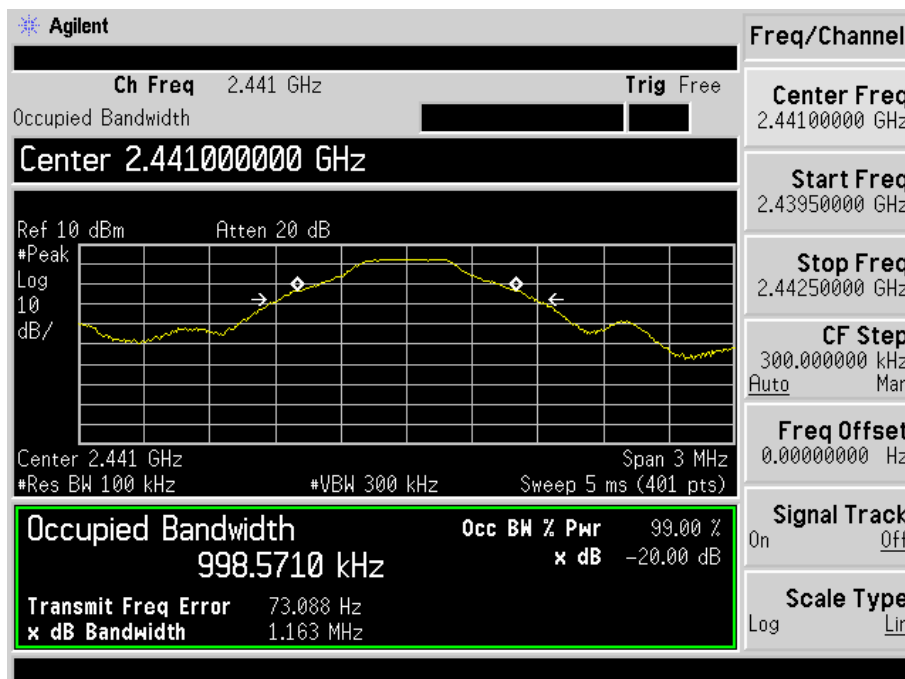 Agilent
Freq/Channel
Ch Freq 2.441 GHz Trig Free
Occupied Bandwidth
Center 2.441000000 GHz
Ref 10 dBm Atten 20 dB
#Peak
Log
10
dB/
Center 2.441 GHz Span 3 MHz
#Res BW 100 kHz #VBW 300 kHz Sweep 5 ms (401 pts)
Occupied Bandwidth
998.5710 kHz
Occ BW % Pwr 99.00 %
x dB -20.00 dB
Transmit Freq Error 73.088 Hz
x dB Bandwidth 1.163 MHz
Center Freq
2.44100000 GHz
Start Freq
2.43950000 GHz
Stop Freq
2.44250000 GHz
CF Step
300.000000 kHz
Auto Man
Freq Offset
0.00000000 Hz
Signal Track
On Off
Scale Type
Log Lin